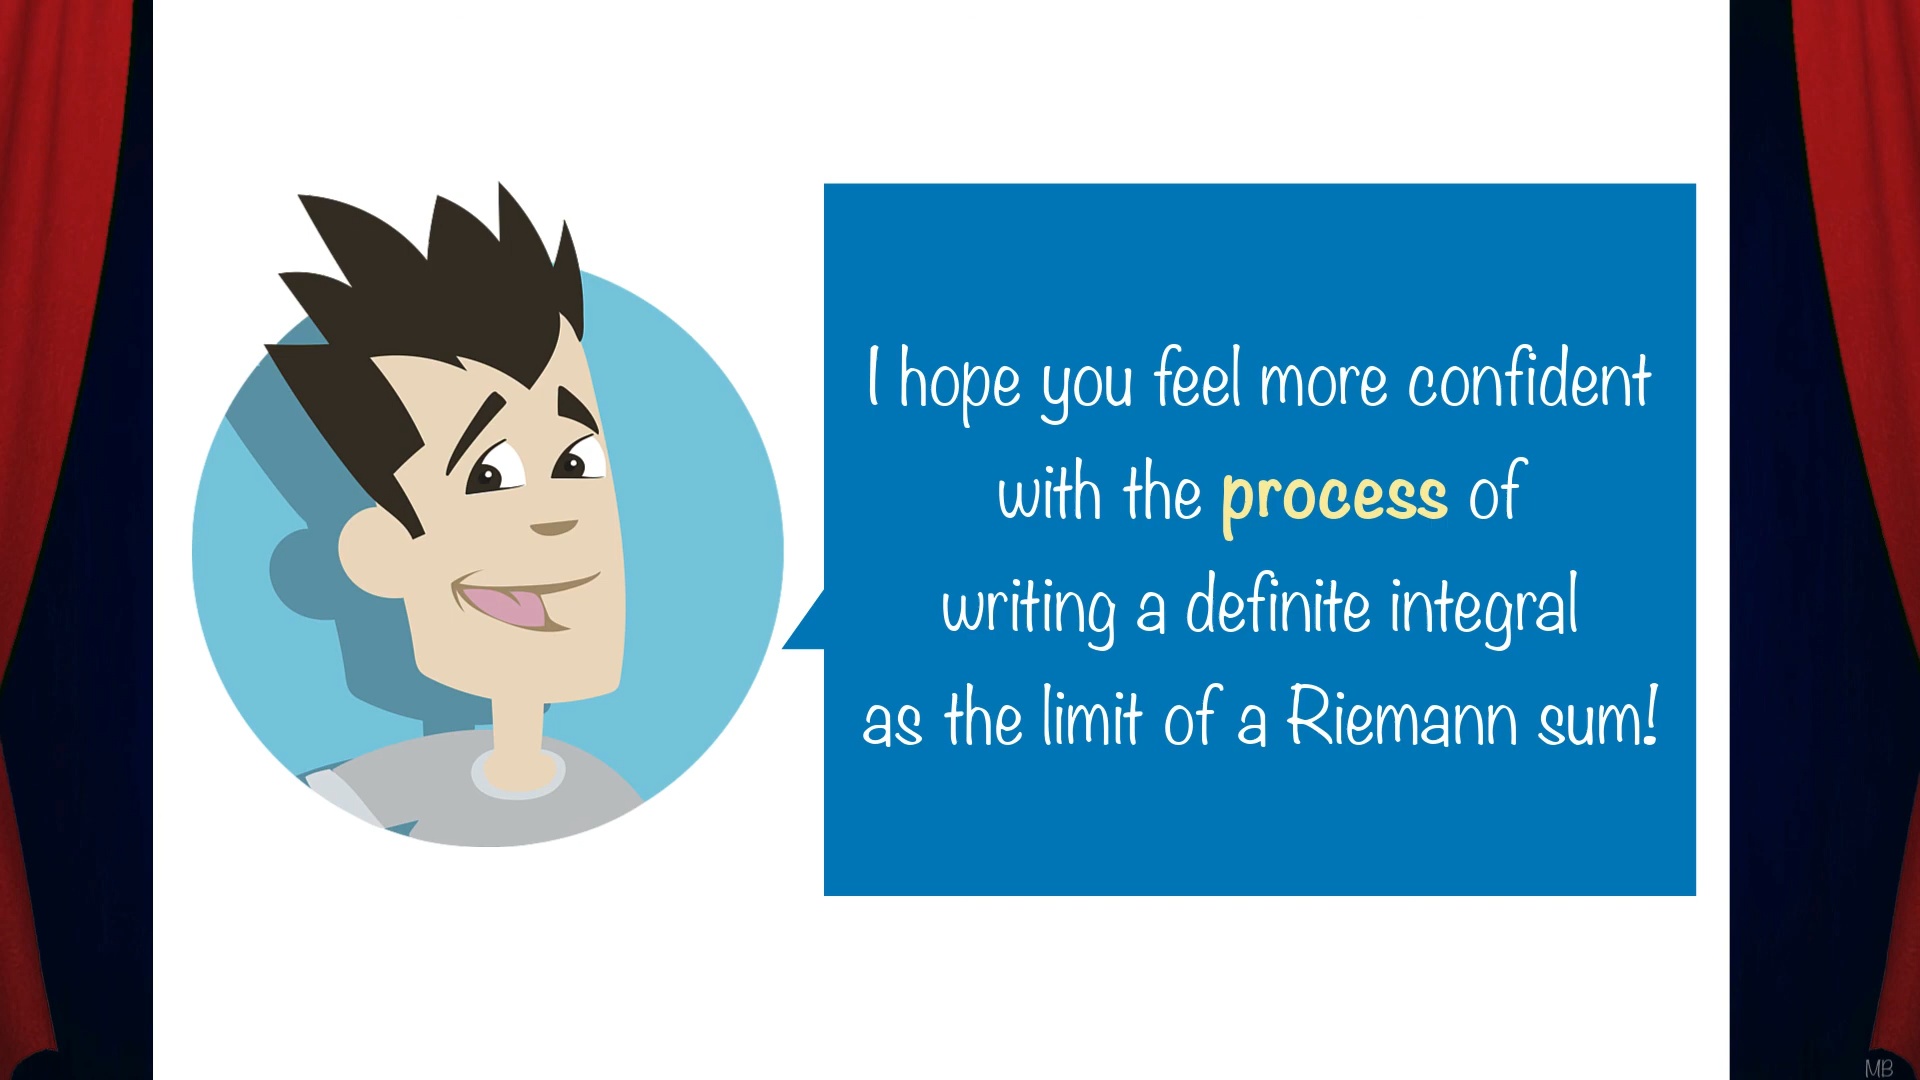 I hope you feel more confident
with the process of
writing a definite integral
as the limit of a Riemann sum!
MB